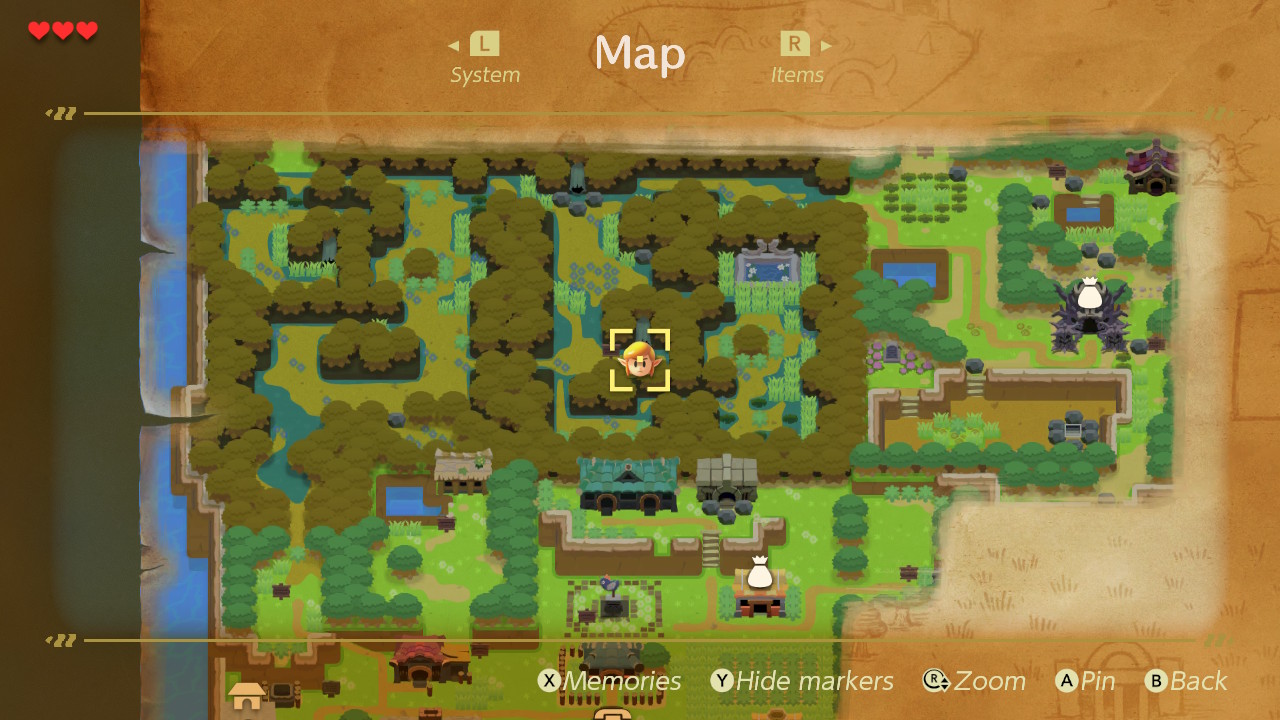 L
Map
R
System
Items
X Memories
Y Hide markers
R Zoom
A Pin
B Back